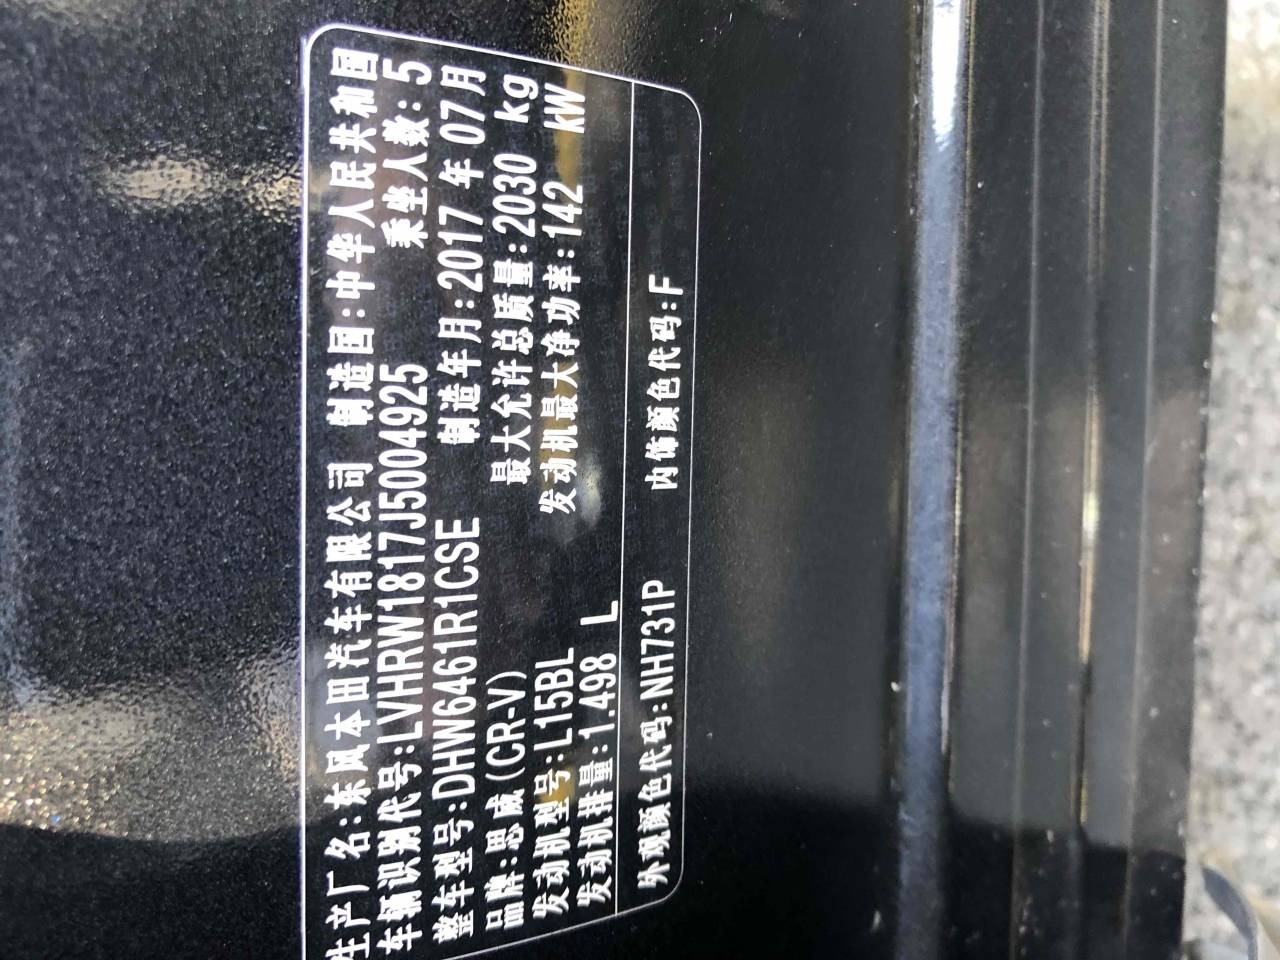 生产厂名:东风本田汽车有限公司 制造国:中华人民共和国
车辆识别代号:LVHRW1817J5004925 乘坐人数:5
整车型号:DHW6461R1CSE 制造年月:2017 年 07月
品牌:思威(CR-V) 最大允许总质量:2030 kg
发动机型号:L15BL 发动机最大净功率:142 kW
发动机排量:1.498 L
外观颜色代码:NH731P 内饰颜色代码:F